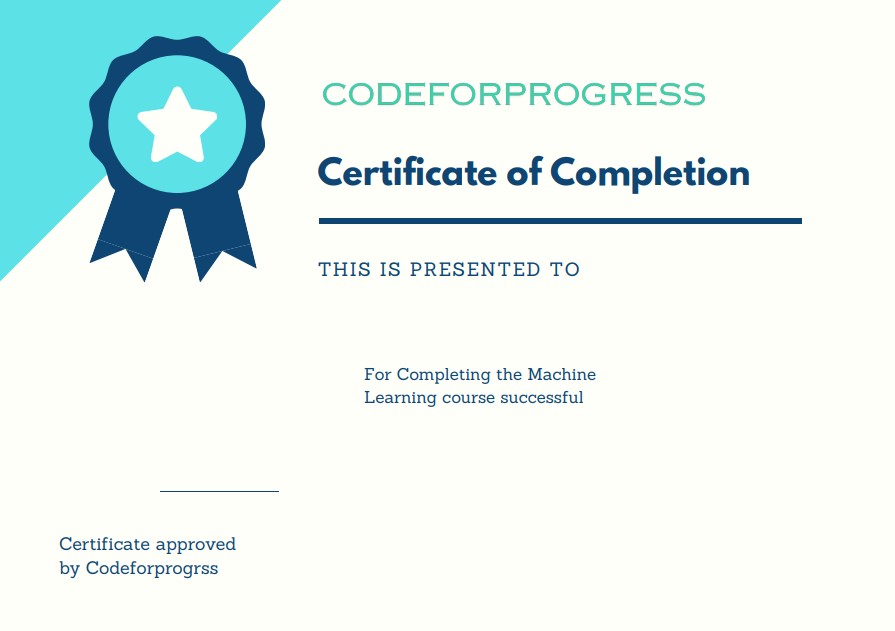 CODEFORPROGRESS
Certificate of Completion
THIS IS PRESENTED TO
For Completing the Machine
Learning course successful
Certificate approved
by Codeforprogrss